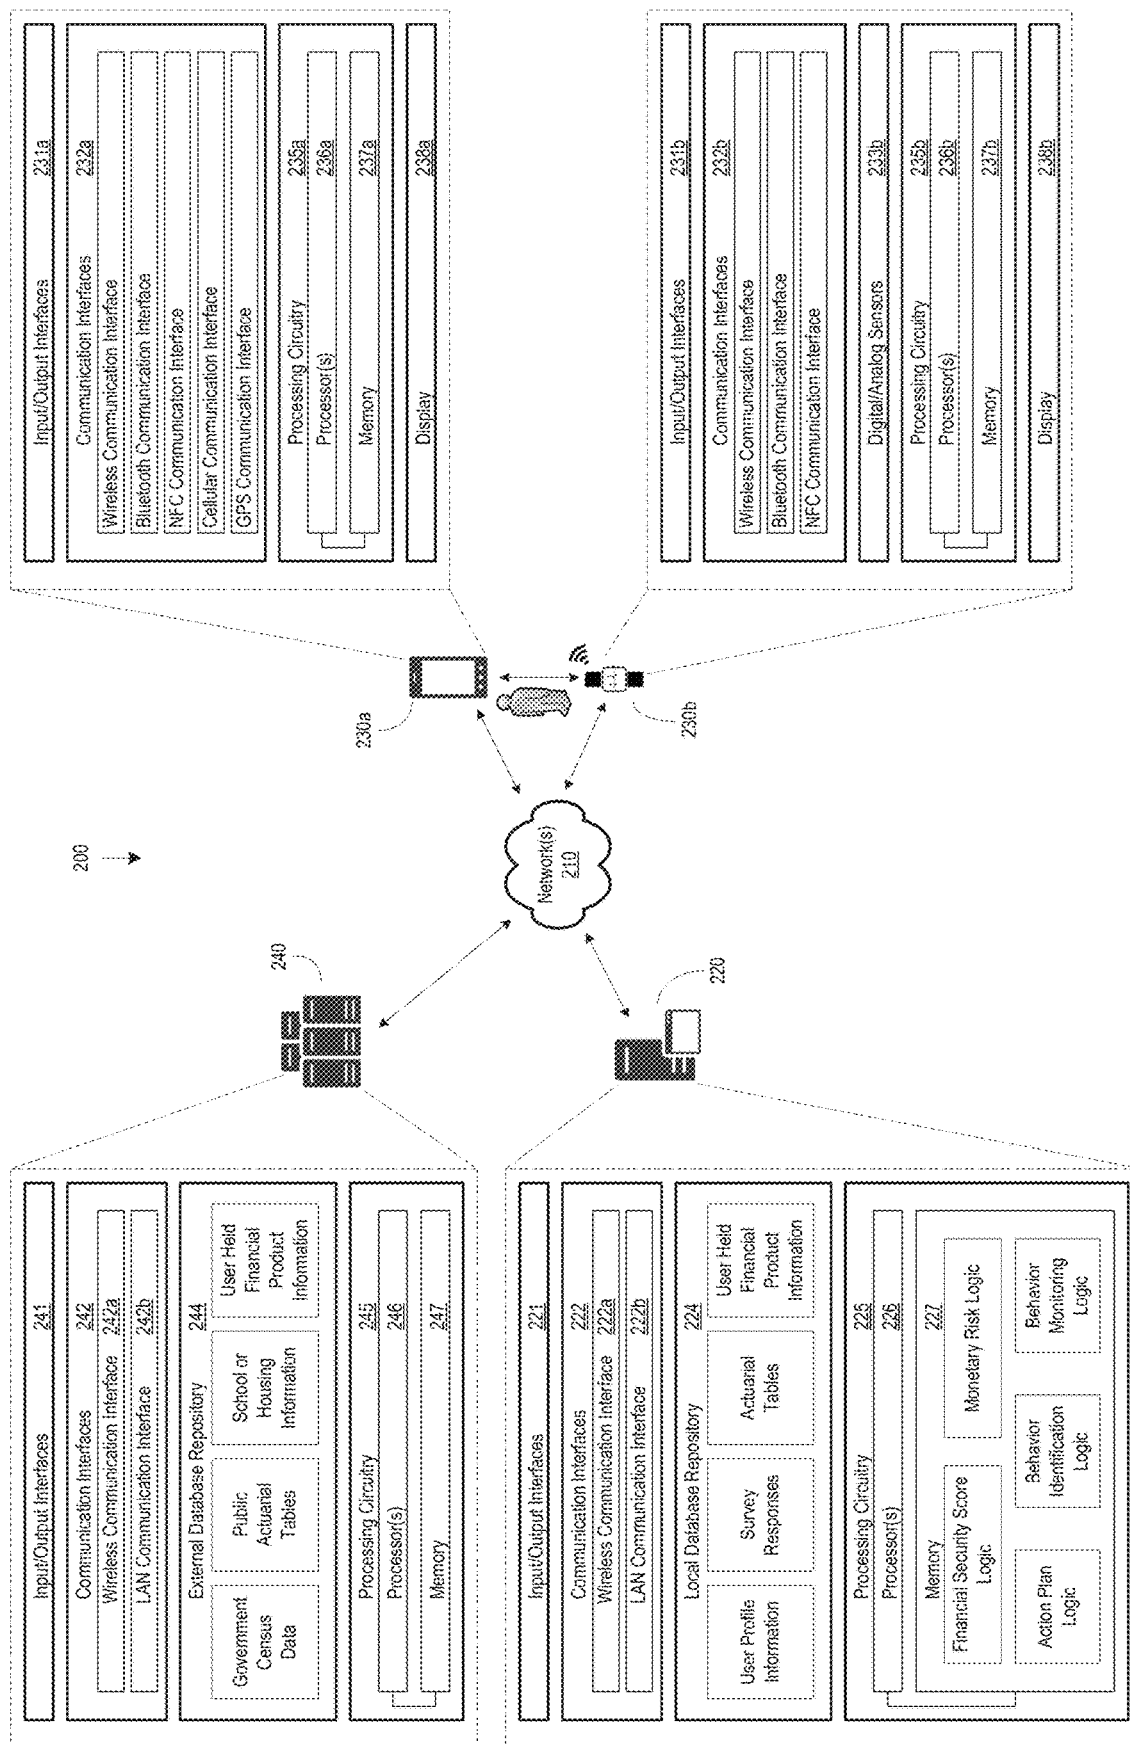 200
Input/Output Interfaces 241
Communication Interfaces 242
Wireless Communication Interface 242a
LAN Communication Interface 242b
External Database Repository 244
Government
Census
Data
Public
Actuarial
Tables
School or
Housing
Information
User Held
Financial
Product
Information
Processing Circuitry 245
Processor(s) 246
Memory 247
240
Input/Output Interfaces 231a
Communication Interfaces 232a
Wireless Communication Interface
Bluetooth Communication Interface
NFC Communication Interface
Cellular Communication Interface
GPS Communication Interface
Processing Circuitry 235a
Processor(s) 236a
Memory 237a
Display 238a
230a
Network(s)
210
Input/Output Interfaces 221
Communication Interfaces 222
Wireless Communication Interface 222a
LAN Communication Interface 222b
Local Database Repository 224
User Profile
Information
Survey
Responses
Actuarial
Tables
User Held
Financial
Product
Information
Processing Circuitry 225
Processor(s) 226
Memory 227
Financial Security Score
Logic
Monetary Risk Logic
Action Plan
Logic
Behavior
Identification
Logic
Behavior
Monitoring
Logic
220
230b
Input/Output Interfaces 231b
Communication Interfaces 232b
Wireless Communication Interface
Bluetooth Communication Interface
NFC Communication Interface
Digital/Analog Sensors 233b
Processing Circuitry 235b
Processor(s) 236b
Memory 237b
Display 238b